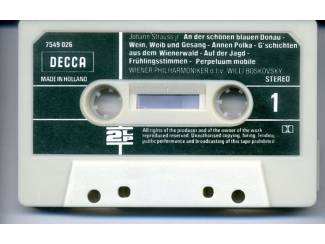 7549 026
DECCA
MADE IN HOLLAND
Johann Strauss jr. An der schönen blauen Donau -
Wein, Weib und Gesang - Annen Polka - G'schichten
aus dem Wienerwald - Auf der Jagd -
Frühlingsstimmen - Perpetuum mobile
WIENER PHILHARMONIKER o.l.v. WILLI BOSKOVSKY
STEREO
1
2LP
All rights of the producer and of the owner of the work
reproduced reserved. Unauthorised copying, hiring, lending,
public performance and broadcasting of this tape prohibited